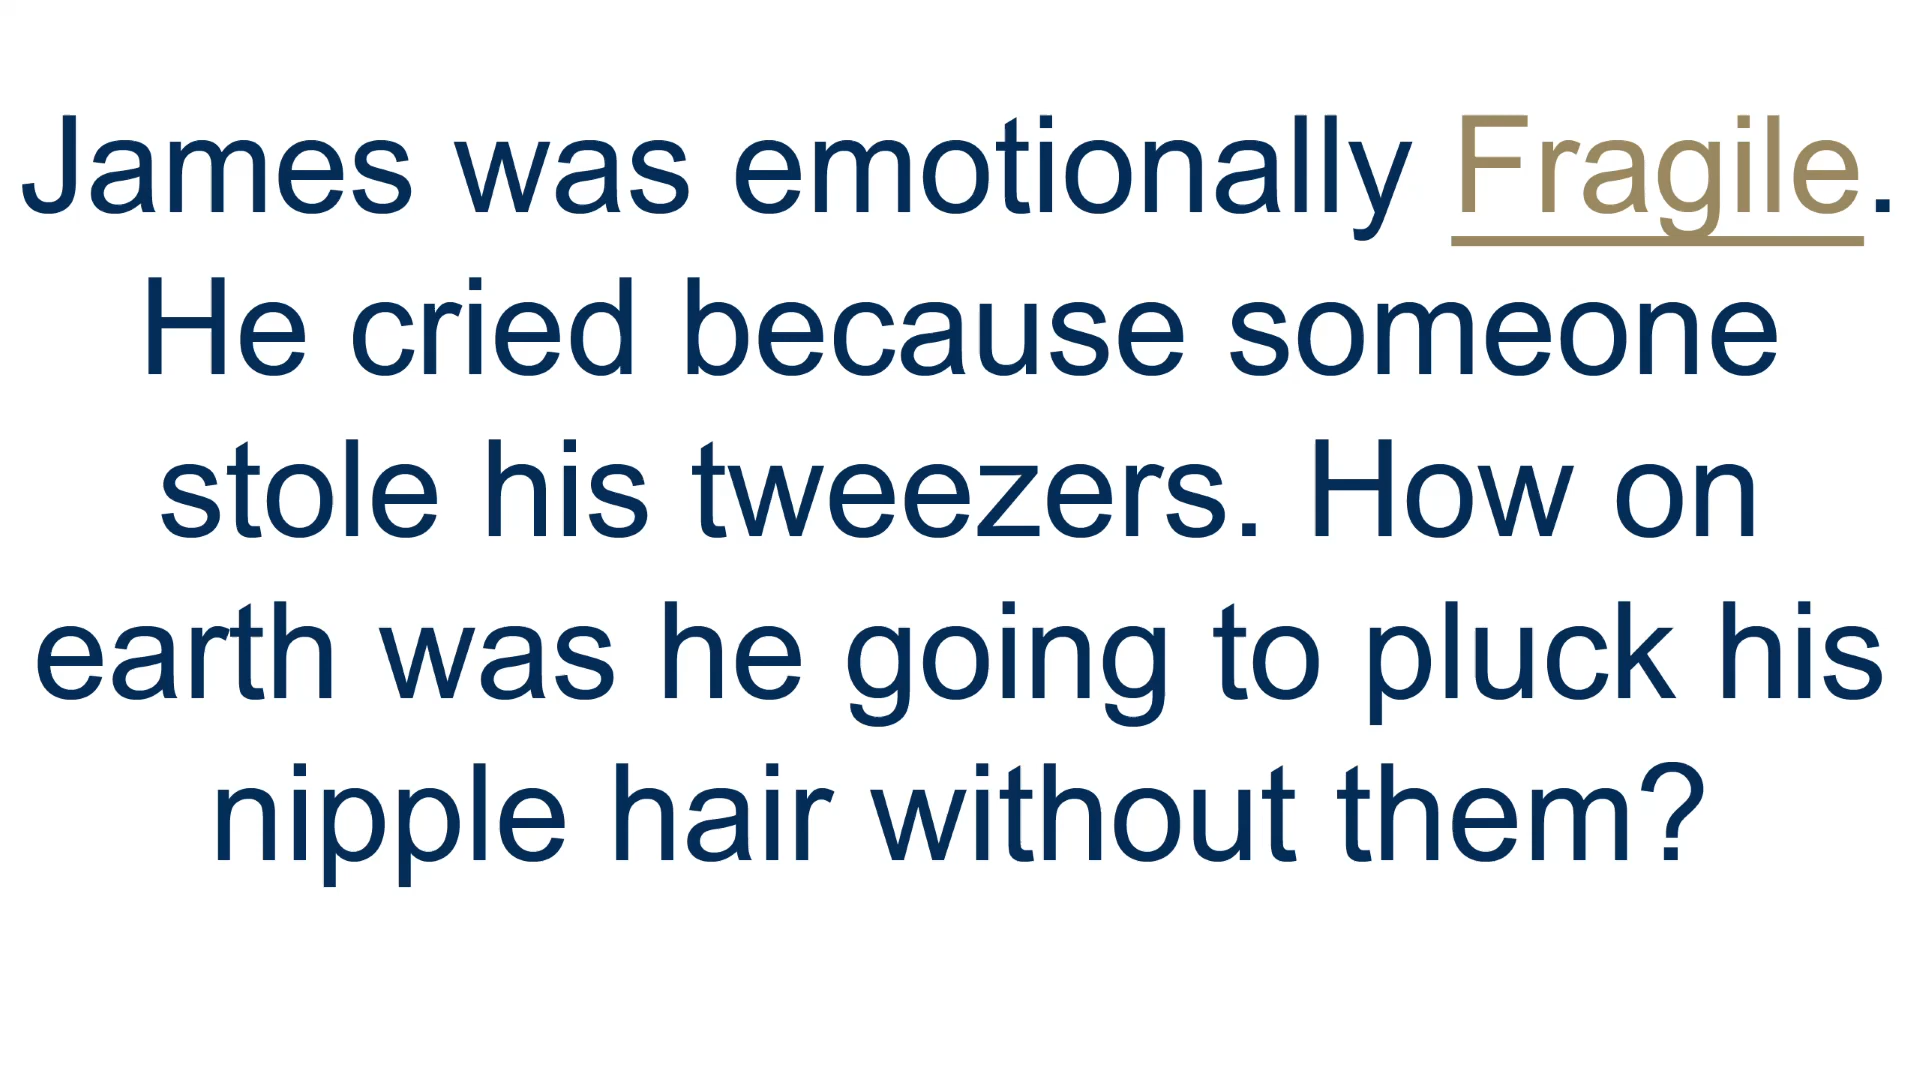 James was emotionally Fragile.
He cried because someone
stole his tweezers. How on
earth was he going to pluck his
nipple hair without them?